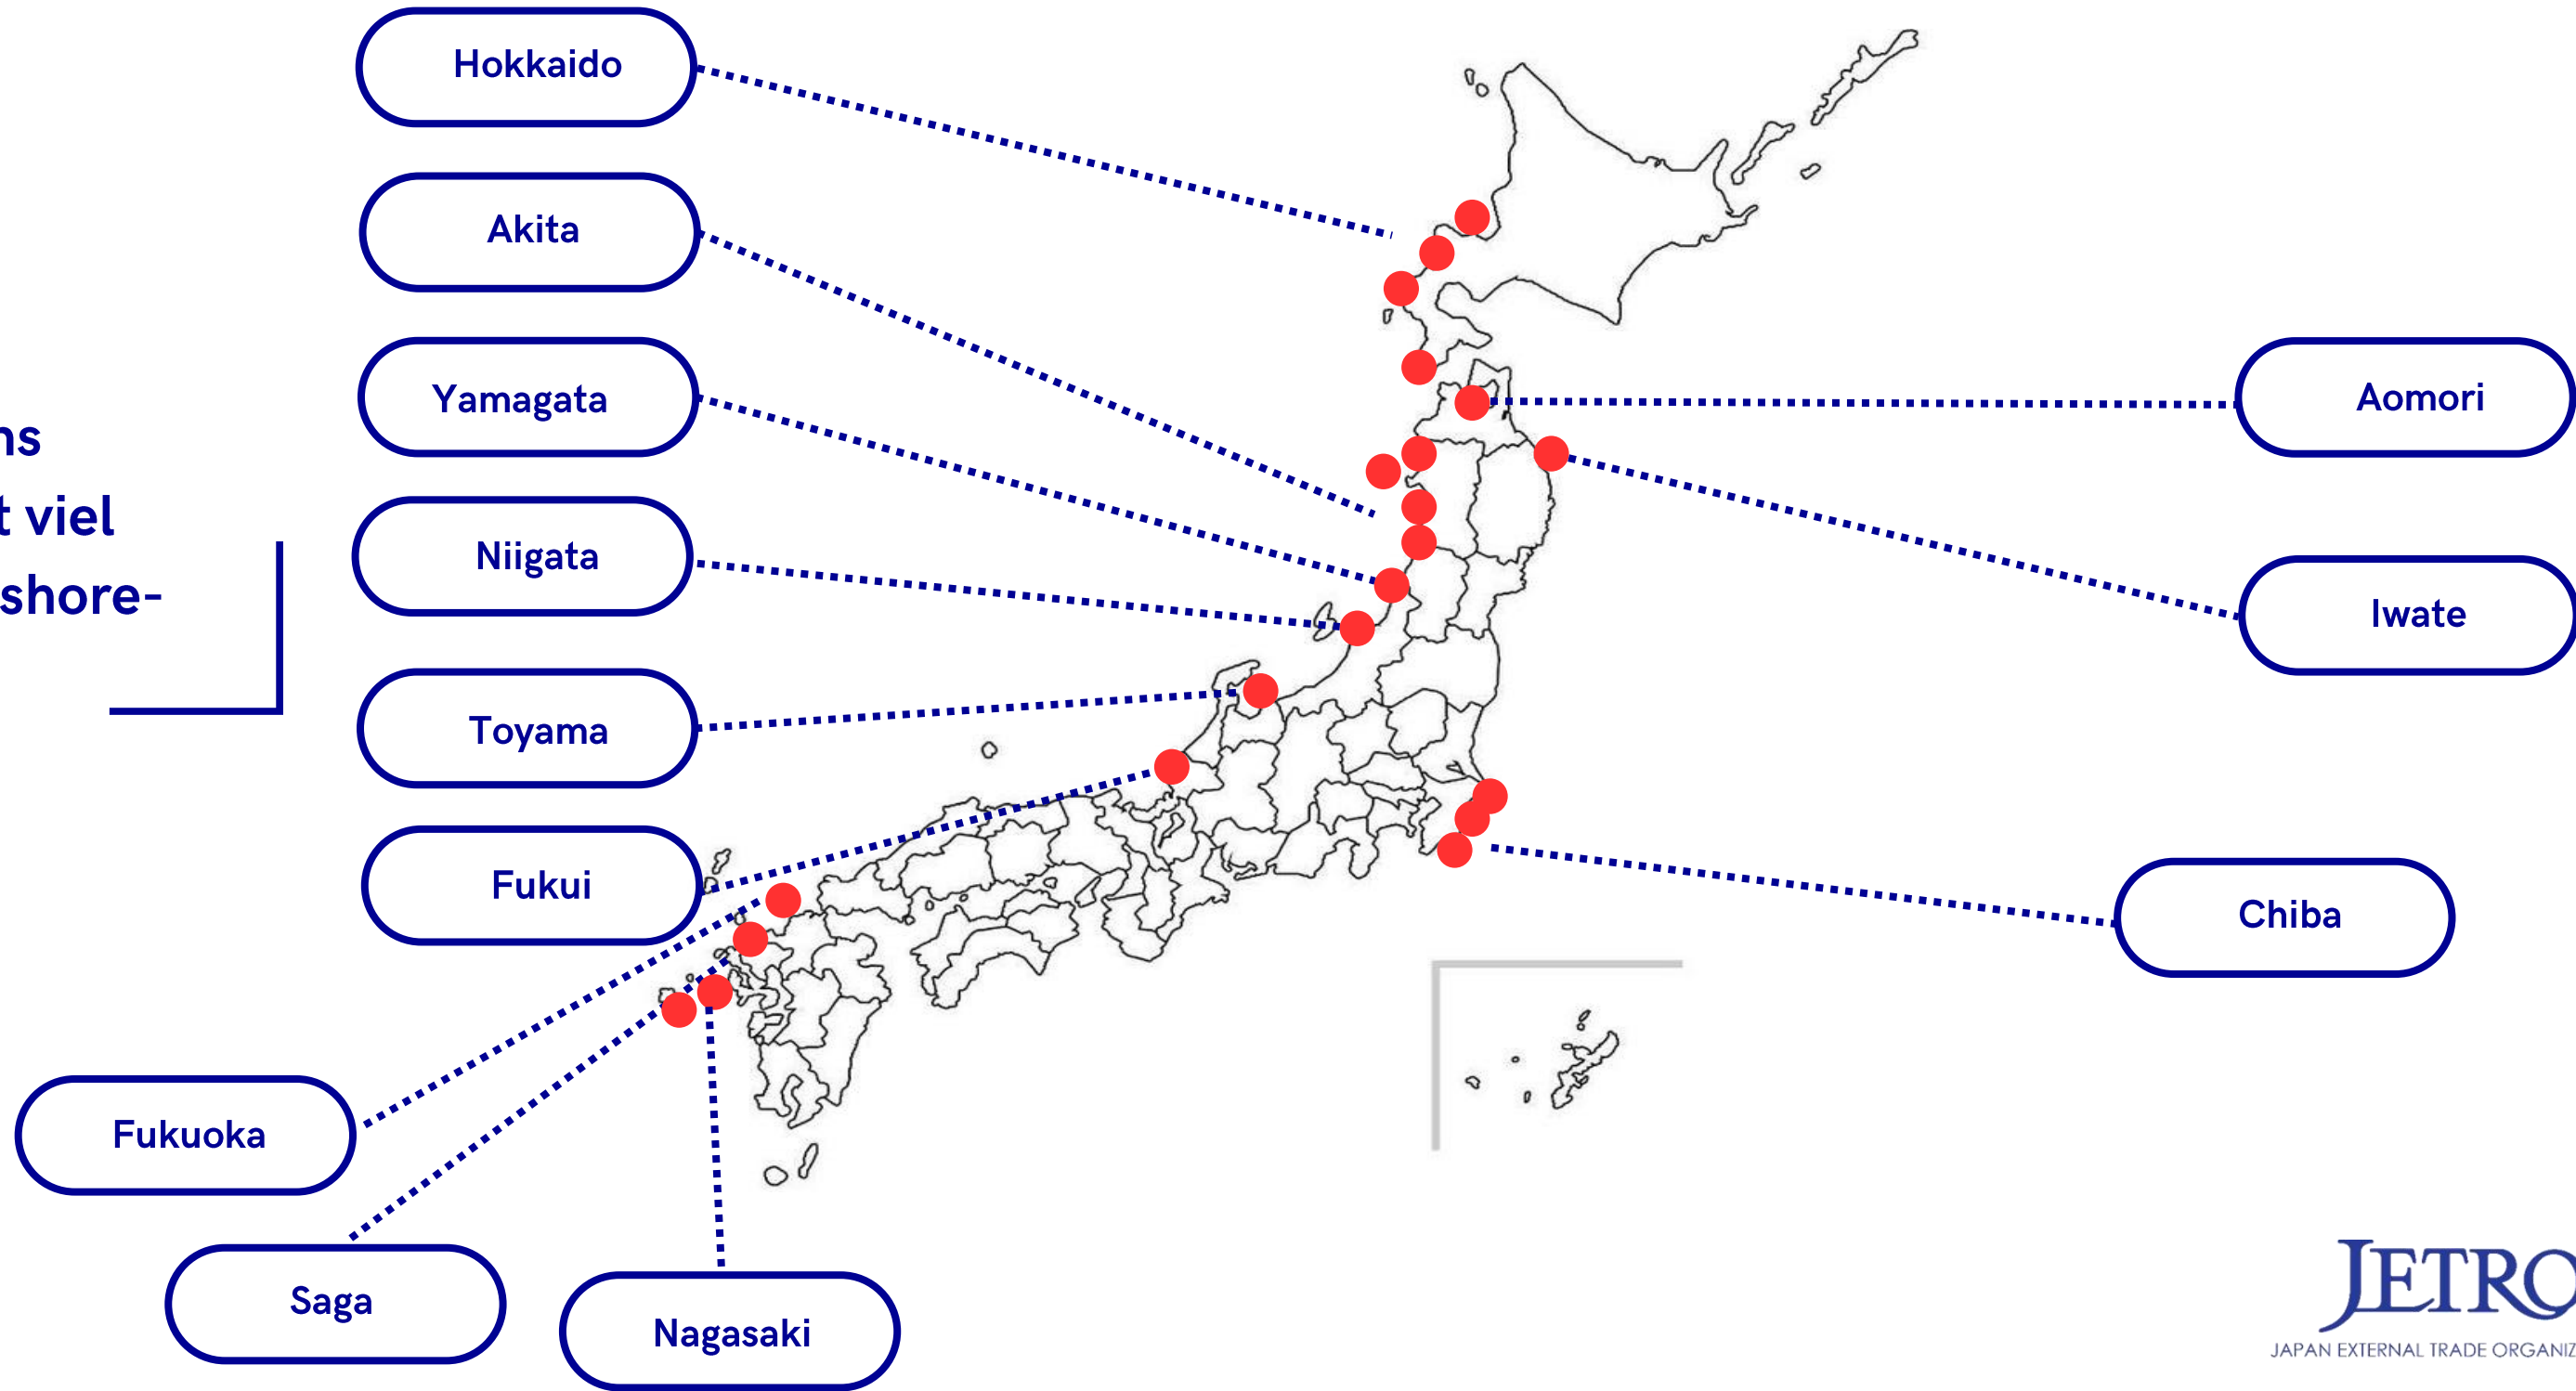 Hokkaido
Akita
Yamagata
ns
t viel
shore-
Niigata
Toyama
Fukui
Fukuoka
Saga
Nagasaki
Aomori
Iwate
Chiba
JETRO
JAPAN EXTERNAL TRADE ORGANIZ